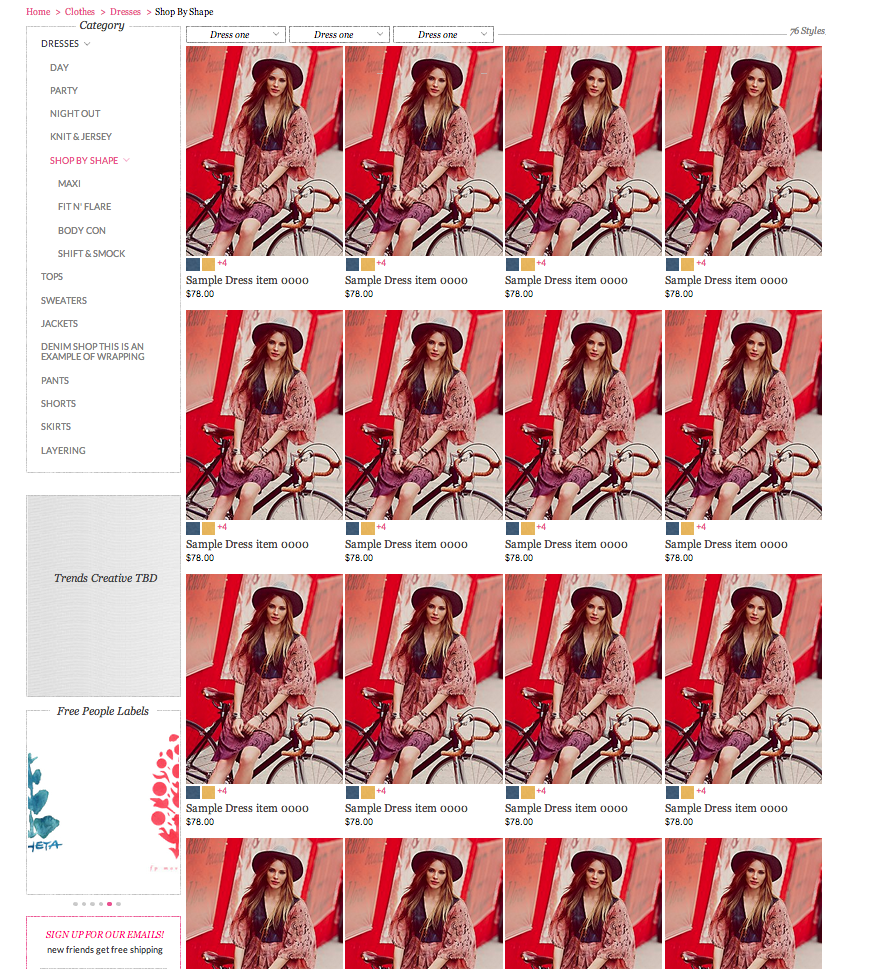 Home > Clothes > Dresses > Shop By Shape
Category
DRESSES
DAY
PARTY
NIGHT OUT
KNIT & JERSEY
SHOP BY SHAPE
MAXI
FIT N' FLARE
BODY CON
SHIFT & SMOCK
TOPS
SWEATERS
JACKETS
DENIM SHOP THIS IS AN
EXAMPLE OF WRAPPING
PANTS
SHORTS
SKIRTS
LAYERING
Trends Creative TBD
Free People Labels
SIGN UP FOR OUR EMAILS!
new friends get free shipping
Dress one Dress one Dress one 76 Styles
+4 +4 +4 +4
Sample Dress item 0000 Sample Dress item 0000 Sample Dress item 0000 Sample Dress item 0000
$78.00 $78.00 $78.00 $78.00
+4 +4 +4 +4
Sample Dress item 0000 Sample Dress item 0000 Sample Dress item 0000 Sample Dress item 0000
$78.00 $78.00 $78.00 $78.00
+4 +4 +4 +4
Sample Dress item 0000 Sample Dress item 0000 Sample Dress item 0000 Sample Dress item 0000
$78.00 $78.00 $78.00 $78.00